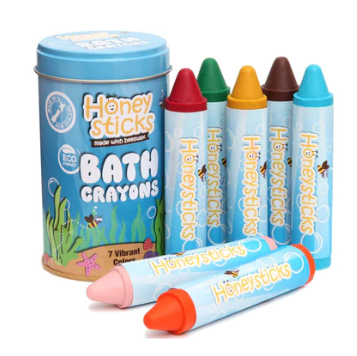 Honey
sticks
made with beeswax
ECO
BATH
CRAYONS
7 Vibrant
Colors
Honeysticks
Honeysticks
Honeysticks
Honeysticks
Honeysticks
Honeysticks
Honeysticks